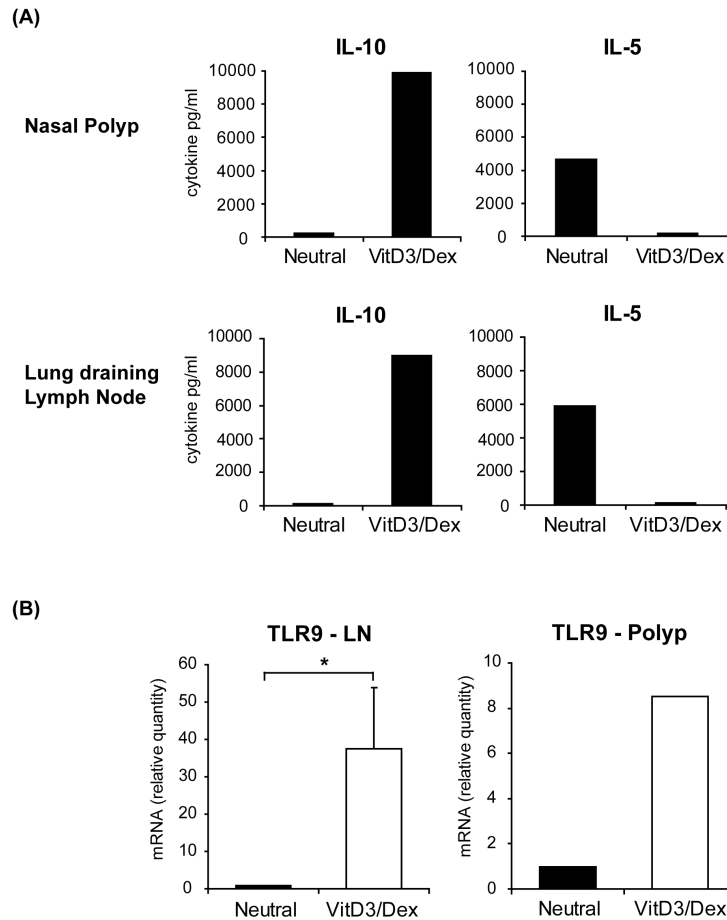 (A)
IL-10
IL-5
Nasal Polyp
cytokine pg/ml
10000
8000
6000
4000
2000
0
Neutral
VitD3/Dex
10000
8000
6000
4000
2000
0
Neutral
VitD3/Dex
IL-10
IL-5
Lung draining
Lymph Node
cytokine pg/ml
10000
8000
6000
4000
2000
0
Neutral
VitD3/Dex
10000
8000
6000
4000
2000
0
Neutral
VitD3/Dex
(B)
TLR9 - LN
TLR9 - Polyp
mRNA (relative quantity)
60
50
40
30
20
10
0
*
Neutral
VitD3/Dex
mRNA (relative quantity)
10
8
6
4
2
0
Neutral
VitD3/Dex